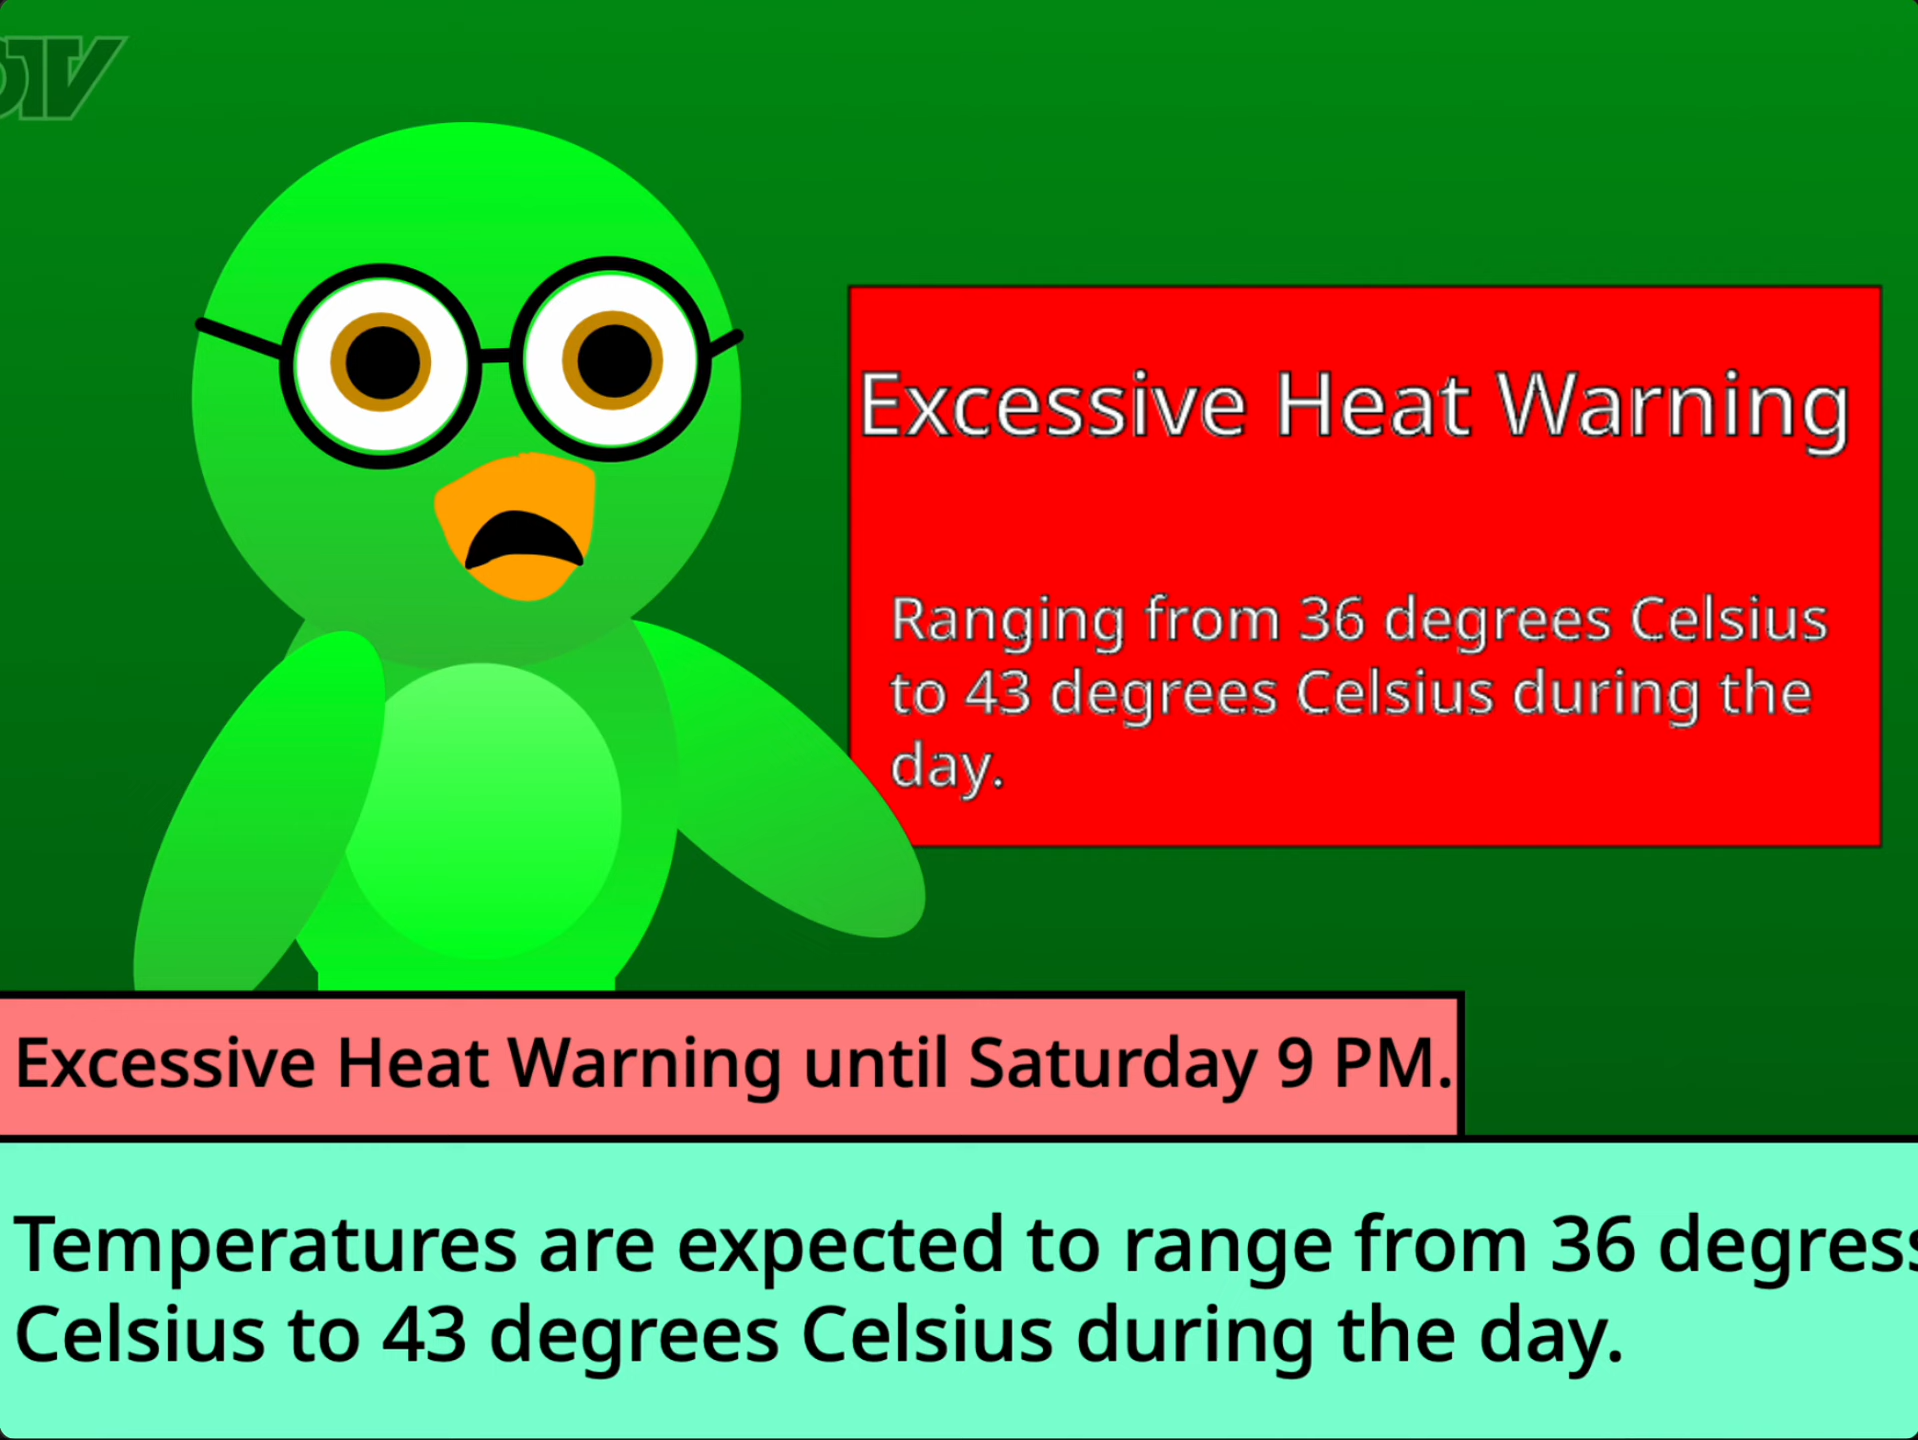 Excessive Heat Warning
Ranging from 36 degrees Celsius
to 43 degrees Celsius during the
day.
Excessive Heat Warning until Saturday 9 PM.
Temperatures are expected to range from 36 degress
Celsius to 43 degrees Celsius during the day.